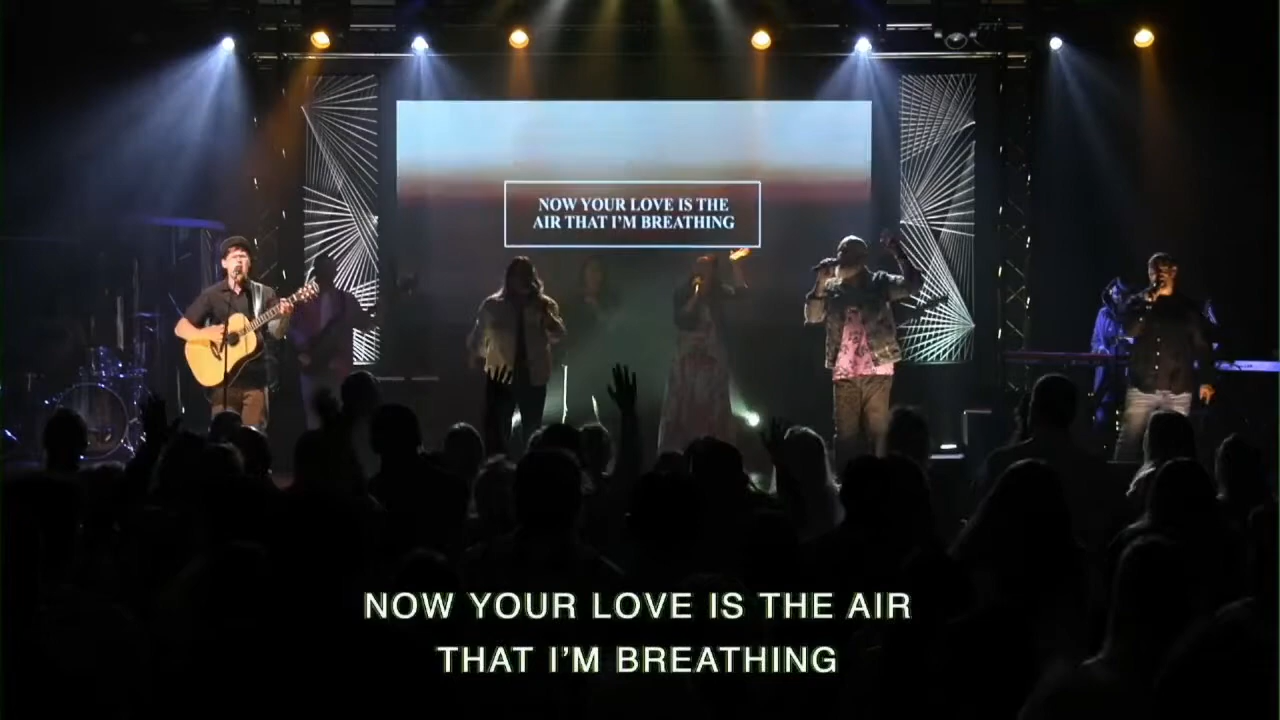 NOW YOUR LOVE IS THE
AIR THAT I'M BREATHING
NOW YOUR LOVE IS THE AIR
THAT I'M BREATHING